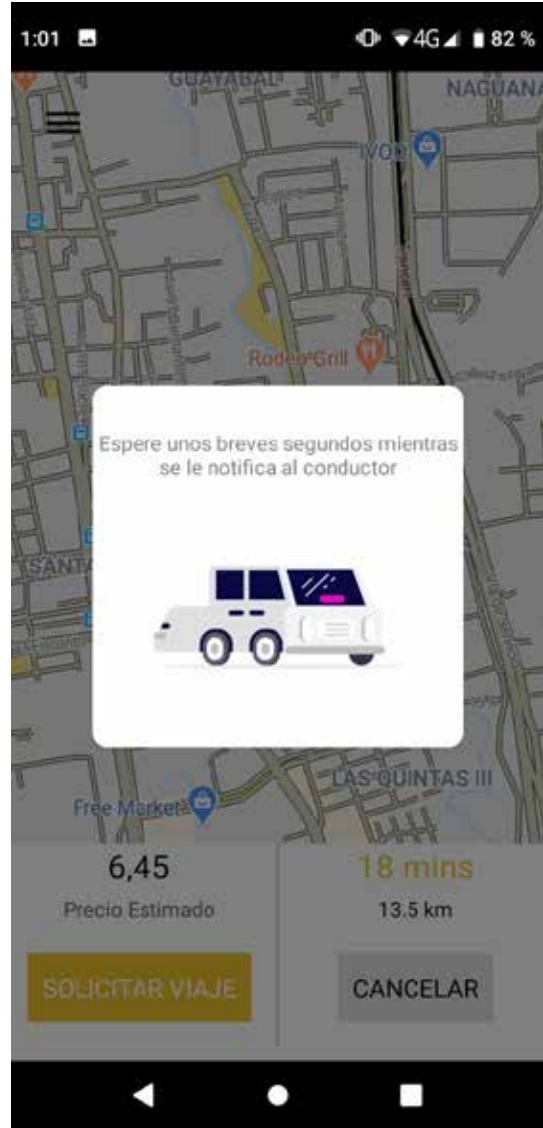 1:01
4G
82 %
GUAYABAL
NAGUANA
IVOO
Rodeo Grill
Espere unos breves segundos mientras
se le notifica al conductor
SANTA
LAS QUINTAS III
Free Market
6,45
18 mins
Precio Estimado
13.5 km
SOLICITAR VIAJE
CANCELAR